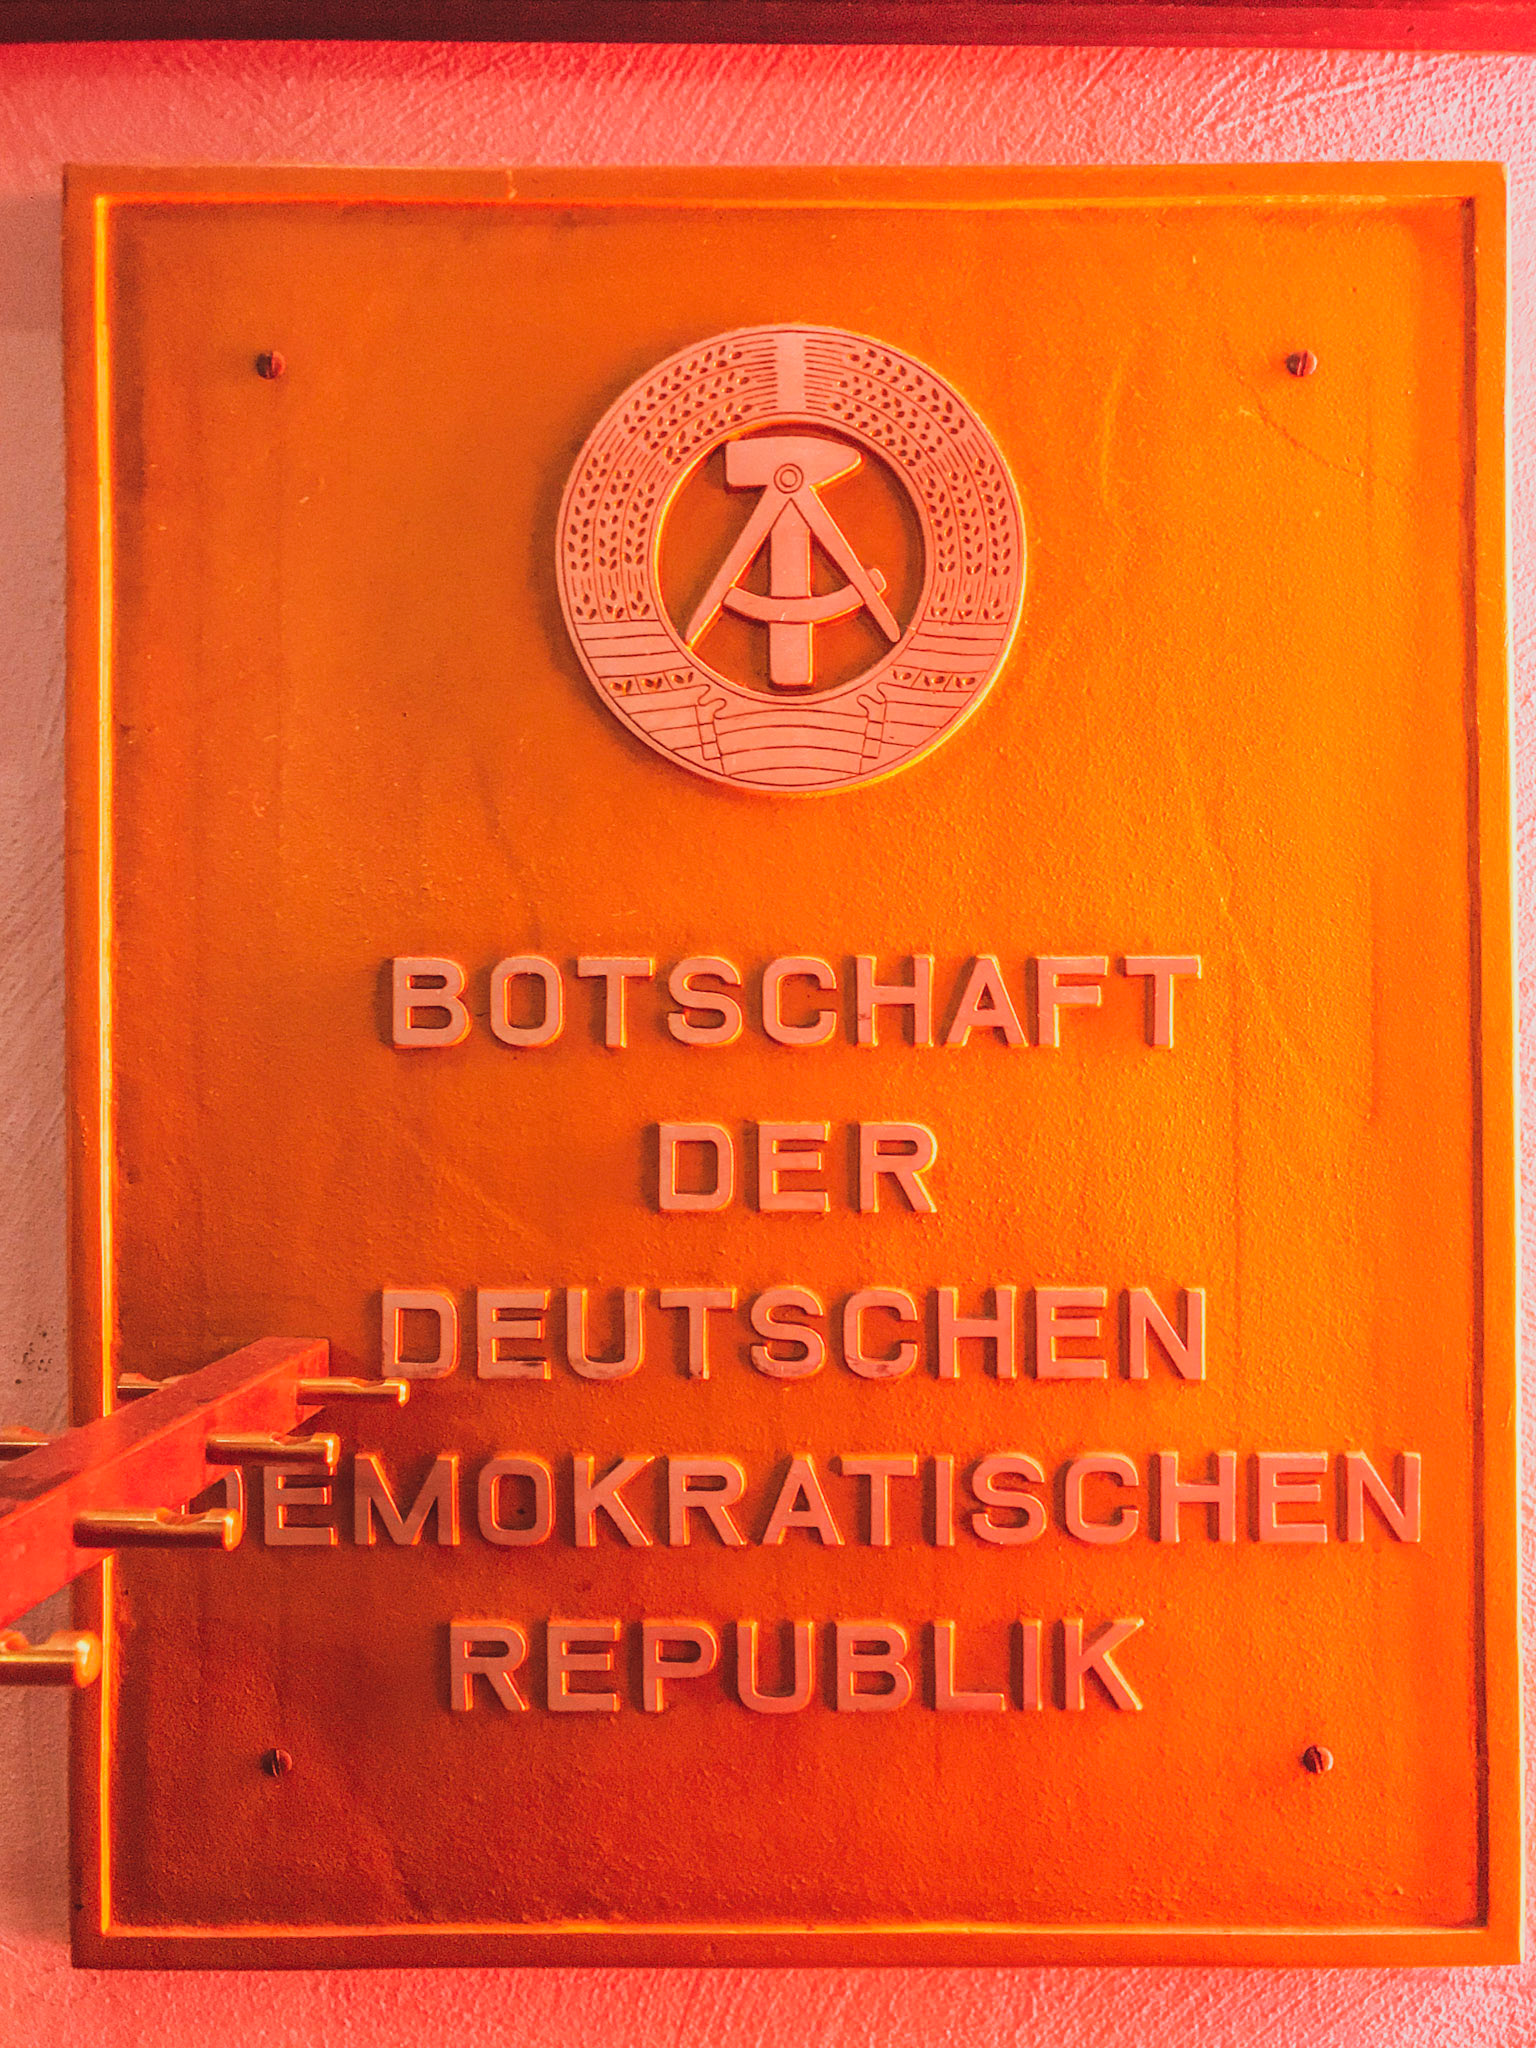 BOTSCHAFT
DER
DEUTSCHEN
DEMOKRATISCHEN
REPUBLIK